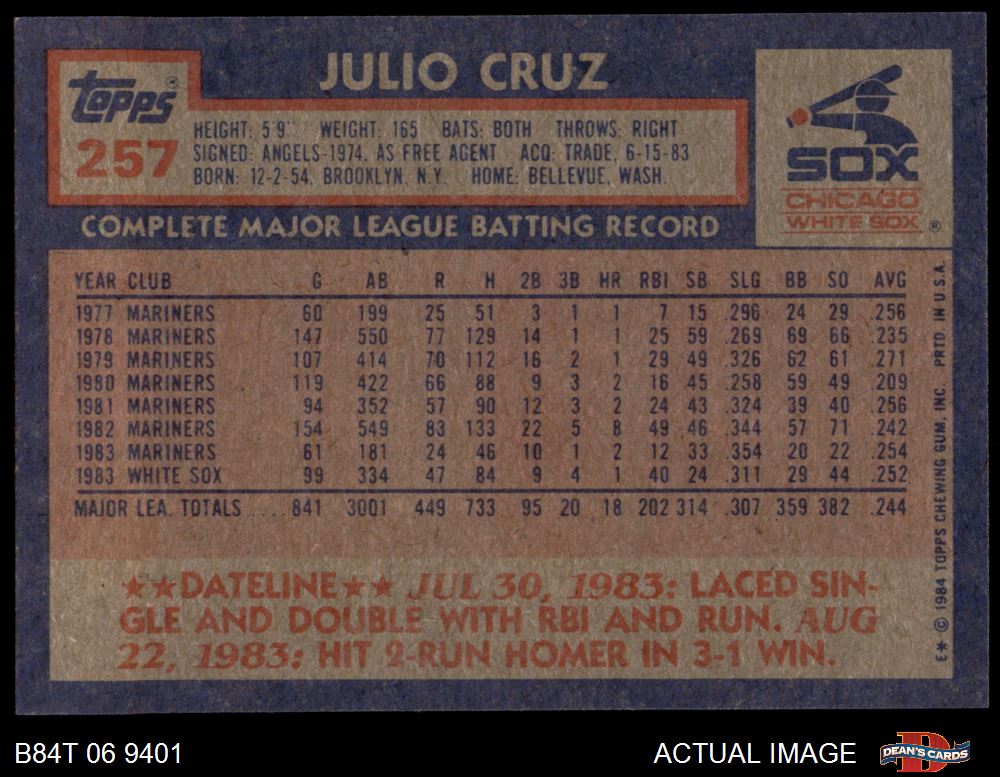 JULIO CRUZ
Topps®
257
HEIGHT: 5'9" WEIGHT: 165 BATS: BOTH THROWS: RIGHT
SIGNED: ANGELS-1974, AS FREE AGENT ACQ: TRADE, 6-15-83
BORN: 12-2-54, BROOKLYN, N.Y. HOME: BELLEVUE, WASH.
SOX
CHICAGO
WHITE SOX ®
COMPLETE MAJOR LEAGUE BATTING RECORD
YEAR CLUB G AB R H 2B 3B HR RBI SB SLG BB SO AVG
1977 MARINERS 60 199 25 51 3 1 1 7 15 .296 24 29 .256
1978 MARINERS 147 550 77 129 14 1 1 25 59 .269 69 66 .235
1979 MARINERS 107 414 70 112 16 2 1 29 49 .326 62 61 .271
1980 MARINERS 119 422 66 88 9 3 2 16 45 .258 59 49 .209
1981 MARINERS 94 352 57 90 12 3 2 24 43 .324 39 40 .256
1982 MARINERS 154 549 83 133 22 5 8 49 46 .344 57 71 .242
1983 MARINERS 61 181 24 46 10 1 2 12 33 .354 20 22 .254
1983 WHITE SOX 99 334 47 84 9 4 1 40 24 .311 29 44 .252
MAJOR LEA. TOTALS .... 841 3001 449 733 95 20 18 202 314 .307 359 382 .244
★★DATELINE★★ JUL 30, 1983: LACED SIN-
GLE AND DOUBLE WITH RBI AND RUN. AUG
22, 1983: HIT 2-RUN HOMER IN 3-1 WIN.
E* © 1984 TOPPS CHEWING GUM, INC. PRTD. IN U.S.A.
B84T 06 9401
ACTUAL IMAGE
DEAN'S CARDS